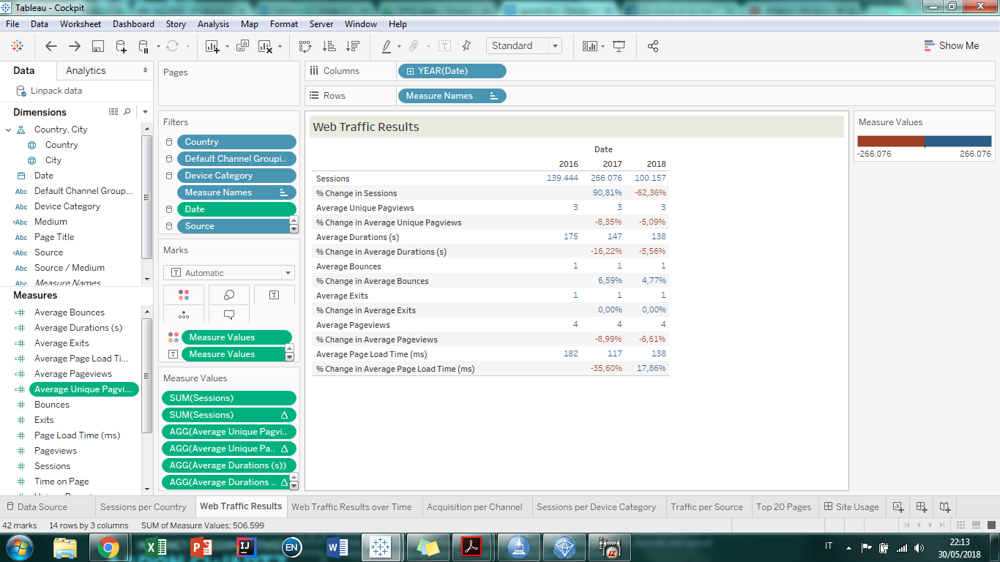 Tableau - Cockpit
File Data Worksheet Dashboard Story Analysis Map Format Server Window Help
Standard
Show Me
Data Analytics
Linpack data
Dimensions
Country, City
Country
City
Date
Abc Default Channel Group...
Abc Device Category
=Abc Medium
Abc Page Title
=Abc Source
Abc Source / Medium
Measure Names
Measures
Average Bounces
Average Durations (s)
Average Exits
Average Page Load Ti...
Average Pageviews
Average Unique Pagvi...
Bounces
Exits
Page Load Time (ms)
Pageviews
Sessions
Time on Page
Pages
Filters
Country
Default Channel Groupi..
Device Category
Measure Names
Date
Source
Marks
T Automatic
T
Measure Values
T Measure Values
Measure Values
SUM(Sessions)
SUM(Sessions) Δ
AGG(Average Unique Pagvi..
AGG(Average Unique Pa.. Δ
AGG(Average Durations (s))
AGG(Average Durations .. Δ
Columns YEAR(Date)
Rows Measure Names
Web Traffic Results
Date
2016 2017 2018
Sessions 139.444 266.076 100.157
% Change in Sessions 90,81% -62,36%
Average Unique Pagviews 3 3 3
% Change in Average Unique Pagviews -8,35% -5,09%
Average Durations (s) 175 147 138
% Change in Average Durations (s) -16,22% -5,56%
Average Bounces 1 1 1
% Change in Average Bounces 6,59% 4,77%
Average Exits 1 1 1
% Change in Average Exits 0,00% 0,00%
Average Pageviews 4 4 4
% Change in Average Pageviews -8,99% -6,61%
Average Page Load Time (ms) 182 117 138
% Change in Average Page Load Time (ms) -35,60% 17,86%
Measure Values
-266.076 266.076
Data Source Sessions per Country Web Traffic Results Web Traffic Results over Time Acquisition per Channel Sessions per Device Category Traffic per Source Top 20 Pages Site Usage
42 marks 14 rows by 3 columns SUM of Measure Values: 506.599
EN
IT
22:13
30/05/2018